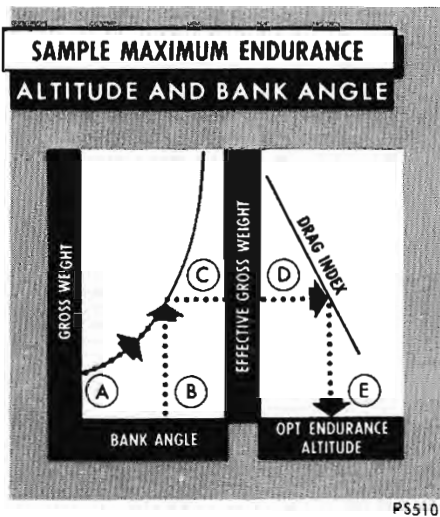 SAMPLE MAXIMUM ENDURANCE
ALTITUDE AND BANK ANGLE
GROSS WEIGHT
A
B
C
BANK ANGLE
EFFECTIVE GROSS WEIGHT
D
DRAG INDEX
E
OPT ENDURANCE
ALTITUDE
PS510